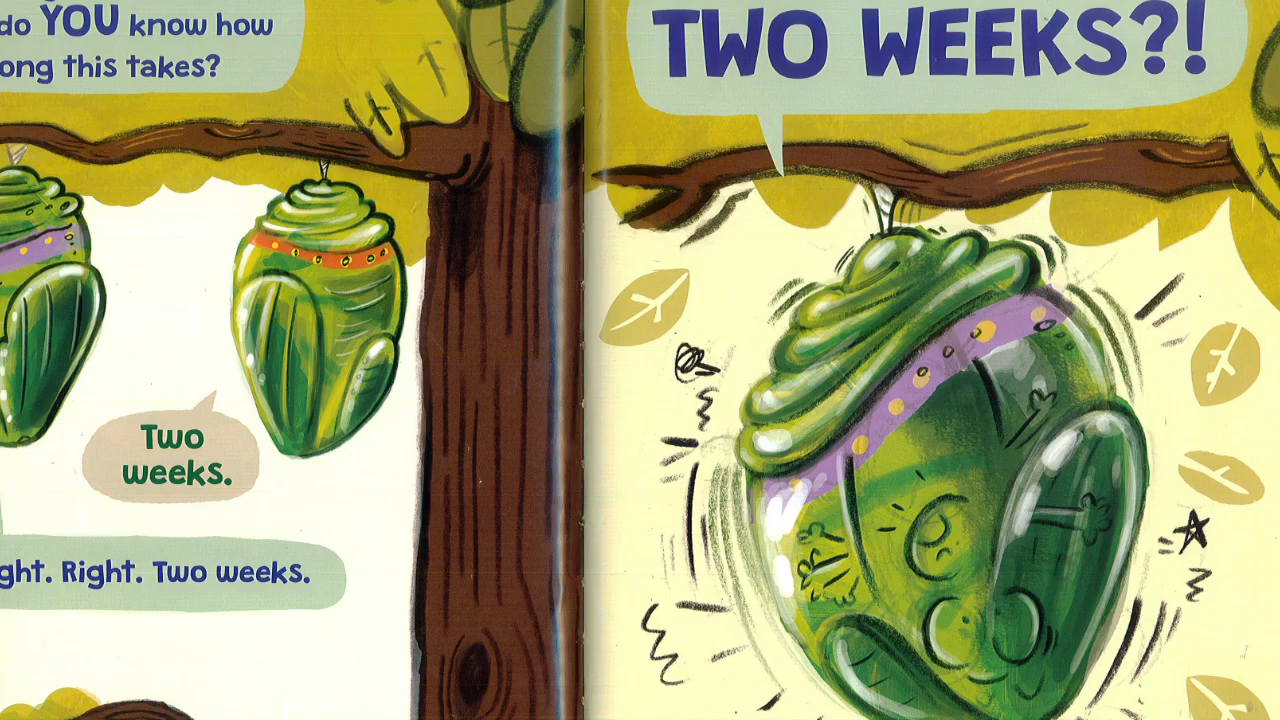 do YOU know how
ong this takes?
Two
weeks.
ght. Right. Two weeks.
TWO WEEKS?!